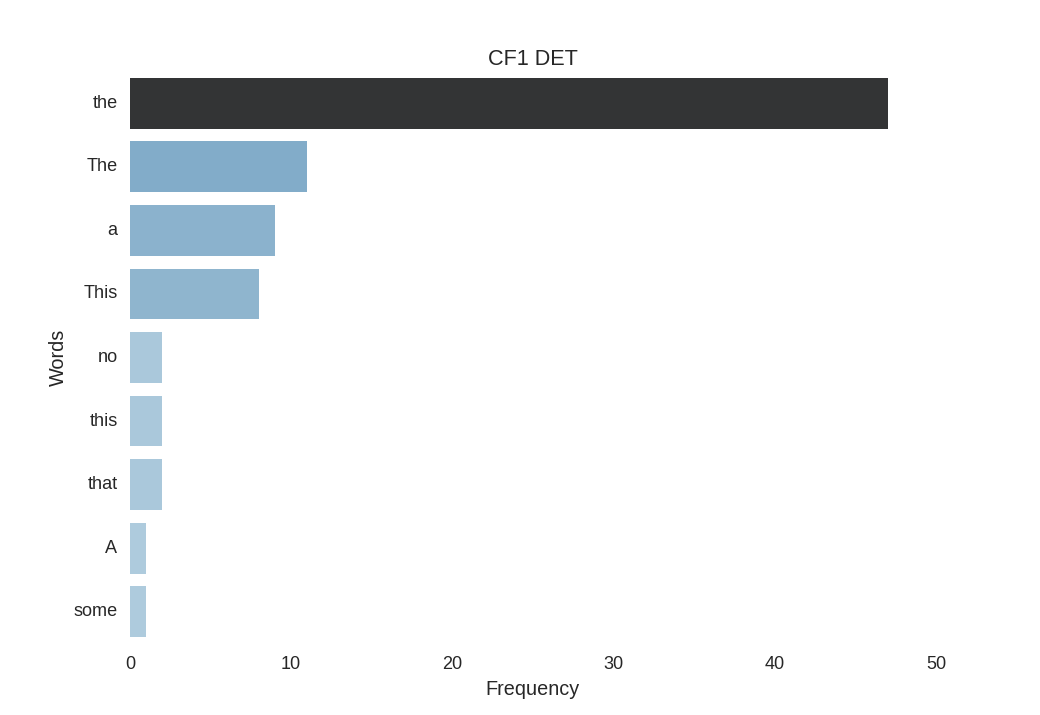 CF1 DET
the
The
a
This
no
this
that
A
some
Words
0 10 20 30 40 50
Frequency